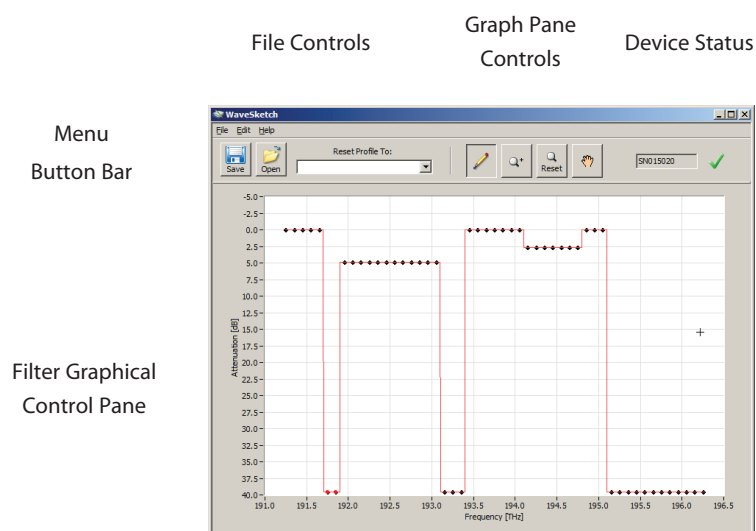 File Controls
Graph Pane
Controls
Device Status
Menu
Button Bar
Filter Graphical
Control Pane
WaveSketch
File Edit Help
Save
Open
Reset Profile To:
Reset
SN015020
-5.0
0.0
2.5
5.0
7.5
10.0
12.5
15.0
17.5
20.0
22.5
25.0
27.5
30.0
32.5
35.0
37.5
40.0
Attenuation [dB]
191.0 191.5 192.0 192.5 193.0 193.5 194.0 194.5 195.0 195.5 196.0 196.5
Frequency [THz]